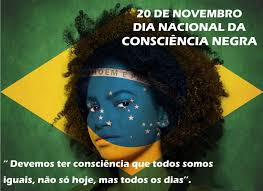 20 DE NOVEMBRO
DIA NACIONAL DA
CONSCIÊNCIA NEGRA
" Devemos ter consciência que todos somos
iguais, não só hoje, mas todos os dias".